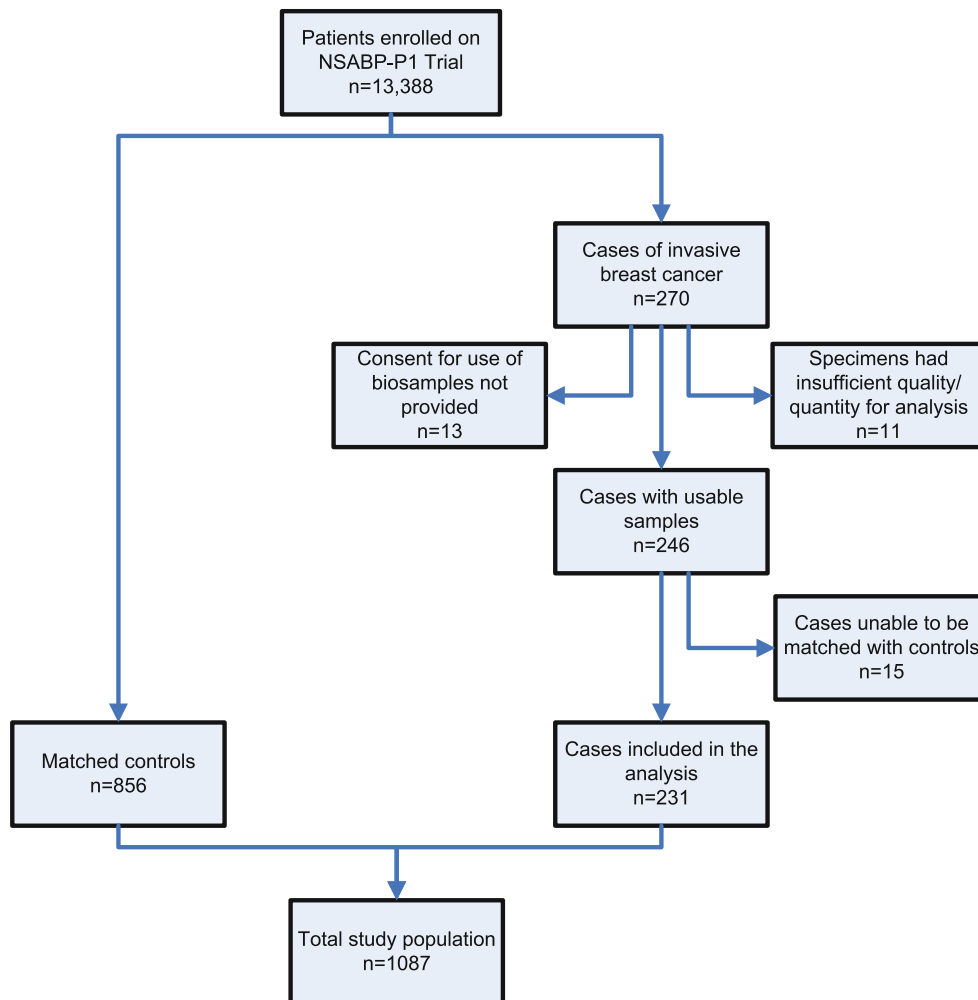 Patients enrolled on
NSABP-P1 Trial
n=13,388
Cases of invasive
breast cancer
n=270
Consent for use of
biosamples not
provided
n=13
Specimens had
insufficient quality/
quantity for analysis
n=11
Cases with usable
samples
n=246
Cases unable to be
matched with controls
n=15
Matched controls
n=856
Cases included in the
analysis
n=231
Total study population
n=1087